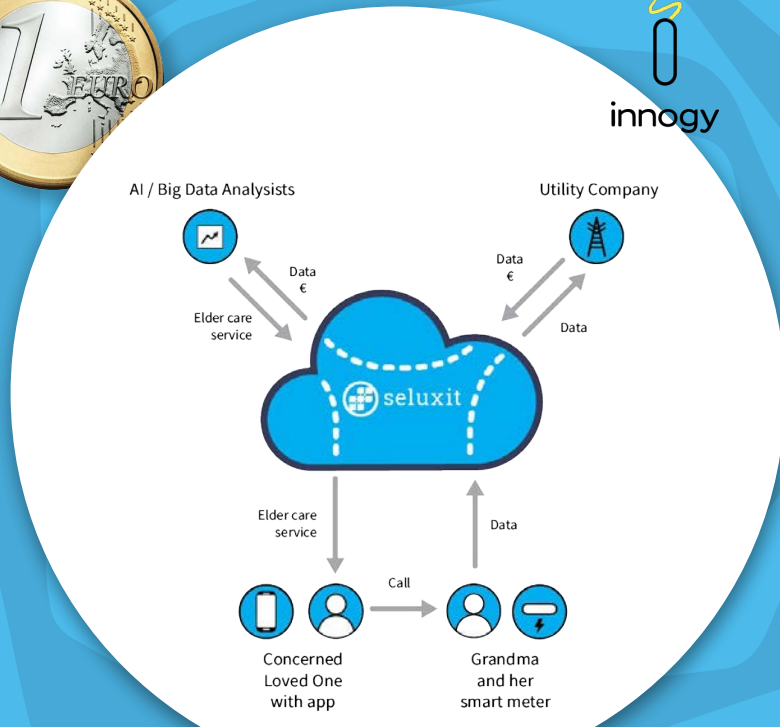 1 EURO
innogy
AI / Big Data Analysists
Utility Company
Data
€
Data
€
Elder care
service
Data
seluxit
Elder care
service
Data
Call
Concerned
Loved One
with app
Grandma
and her
smart meter